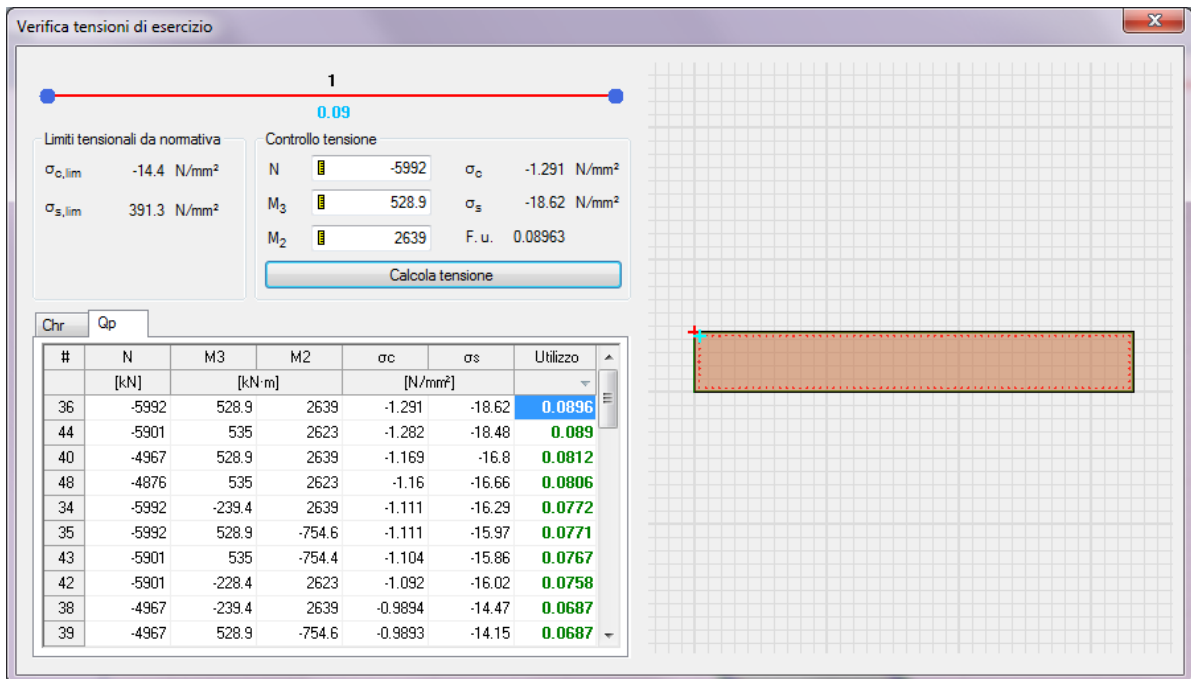 Verifica tensioni di esercizio
x
1
0.09
Limiti tensionali da normativa
σc,lim -14.4 N/mm²
σs,lim 391.3 N/mm²
Controllo tensione
N -5992 σc -1.291 N/mm²
M3 528.9 σs -18.62 N/mm²
M2 2639 F. u. 0.08963
Calcola tensione
Chr Qp
# N M3 M2 σc σs Utilizzo
[kN] [kN·m] [N/mm²]
36 -5992 528.9 2639 -1.291 -18.62 0.0896
44 -5901 535 2623 -1.282 -18.48 0.089
40 -4967 528.9 2639 -1.169 -16.8 0.0812
48 -4876 535 2623 -1.16 -16.66 0.0806
34 -5992 -239.4 2639 -1.111 -16.29 0.0772
35 -5992 528.9 -754.6 -1.111 -15.97 0.0771
43 -5901 535 -754.4 -1.104 -15.86 0.0767
42 -5901 -228.4 2623 -1.092 -16.02 0.0758
38 -4967 -239.4 2639 -0.9894 -14.47 0.0687
39 -4967 528.9 -754.6 -0.9893 -14.15 0.0687